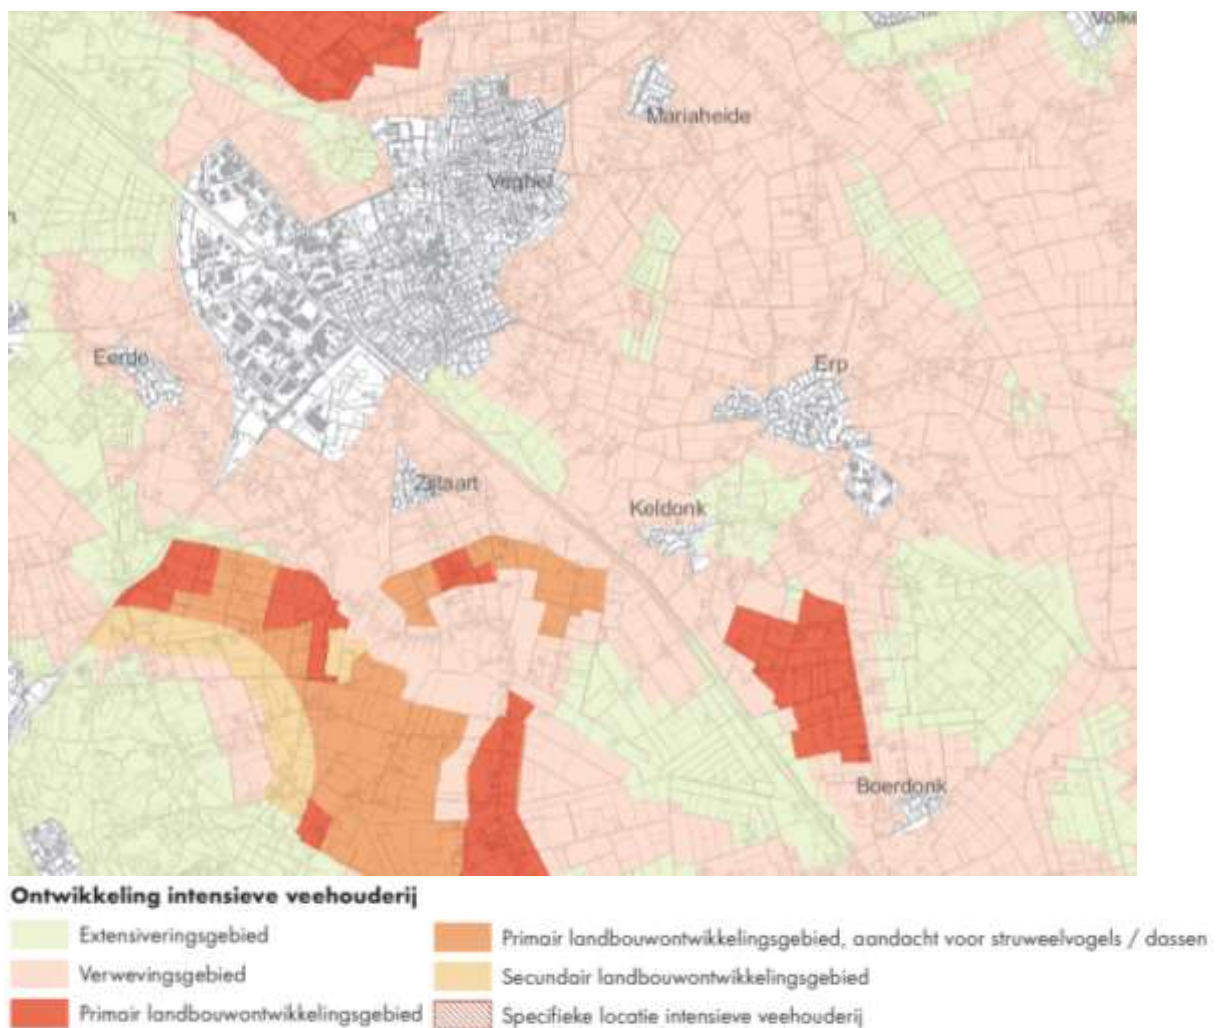 Volke
Mariaheide
Veghel
n
Eerde
Erp
Zijtaart
Keldonk
Boerdonk
Ontwikkeling intensieve veehouderij
Extensiveringsgebied
Verwevingsgebied
Primair landbouwontwikkelingsgebied
Primair landbouwontwikkelingsgebied, aandacht voor struweelvogels / dassen
Secundair landbouwontwikkelingsgebied
Specifieke locatie intensieve veehouderij